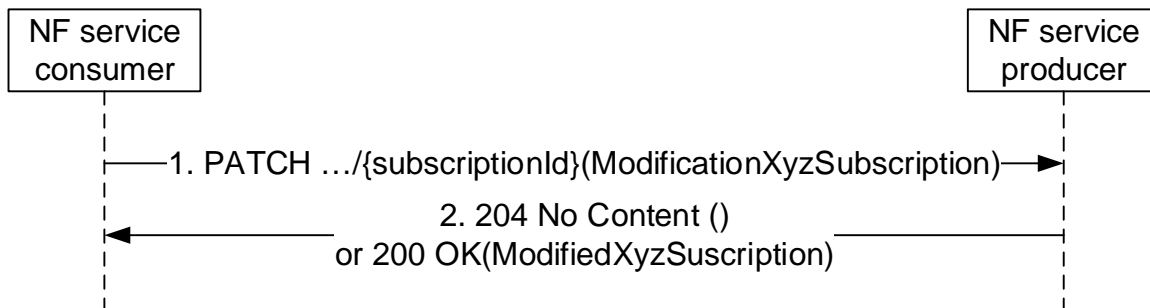 NF service
consumer
NF service
producer
1. PATCH …/{subscriptionId}(ModificationXyzSubscription)
2. 204 No Content ()
or 200 OK(ModifiedXyzSuscription)